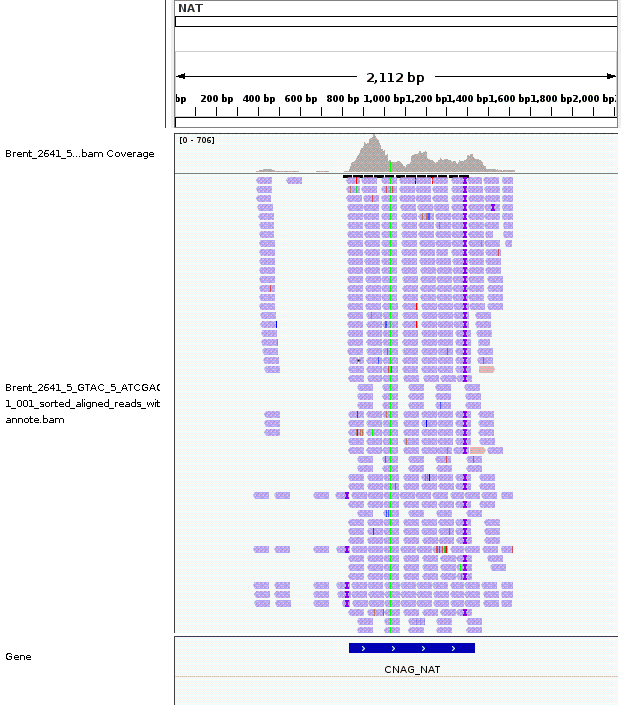 NAT
2,112 bp
bp 200 bp 400 bp 600 bp 800 bp 1,000 bp 1,200 bp 1,400 bp 1,600 bp 1,800 bp 2,000 bp
[0 - 706]
Brent_2641_5...bam Coverage
Brent_2641_5_GTAC_5_ATCGAC
1_001_sorted_aligned_reads_wit
annote.bam
Gene
CNAG_NAT